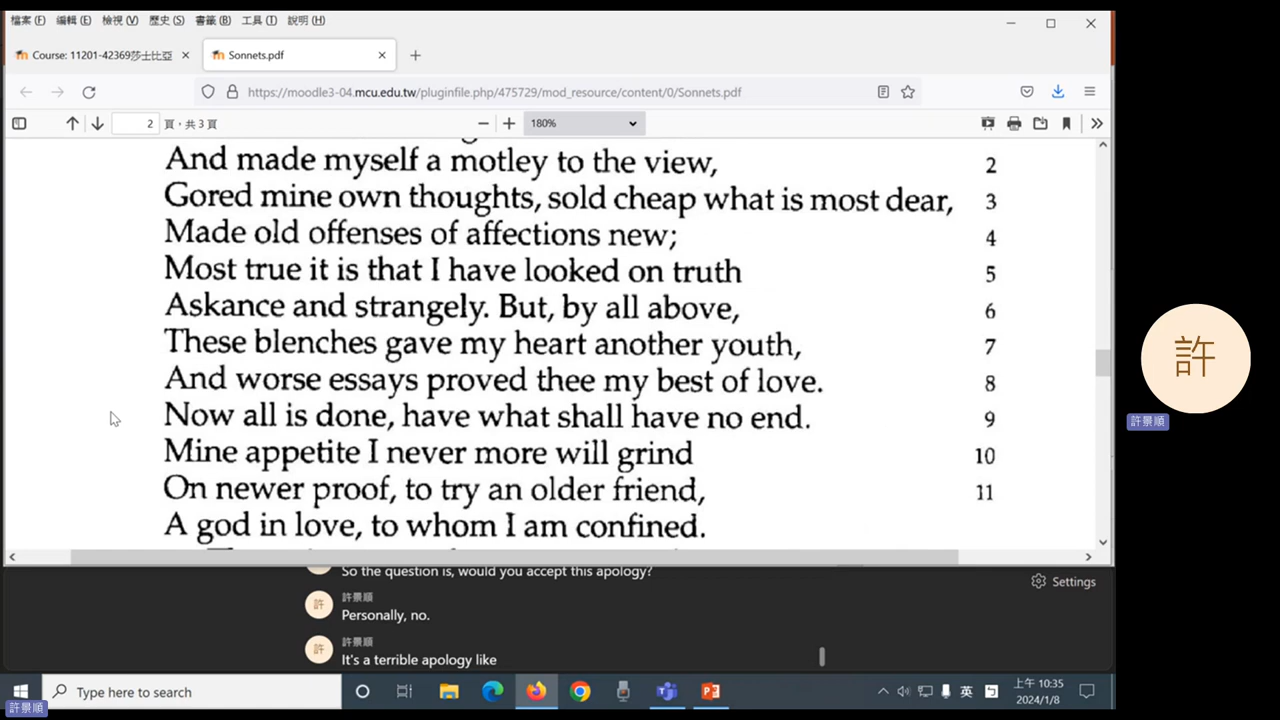 檔案(F) 編輯(E) 檢視(V) 歷史(S) 書籤(B) 工具(T) 說明(H)
Course: 11201-42369莎士比亞
Sonnets.pdf
https://moodle3-04.mcu.edu.tw/pluginfile.php/475729/mod_resource/content/0/Sonnets.pdf
2 頁，共 3 頁
180%
And made myself a motley to the view, 2
Gored mine own thoughts, sold cheap what is most dear, 3
Made old offenses of affections new; 4
Most true it is that I have looked on truth 5
Askance and strangely. But, by all above, 6
These blenches gave my heart another youth, 7
And worse essays proved thee my best of love. 8
Now all is done, have what shall have no end. 9
Mine appetite I never more will grind 10
On newer proof, to try an older friend, 11
A god in love, to whom I am confined.
許
許景順
So the question is, would you accept this apology?
Settings
許
許景順
Personally, no.
許
許景順
It's a terrible apology like
Type here to search
英
上午 10:35
2024/1/8
許景順